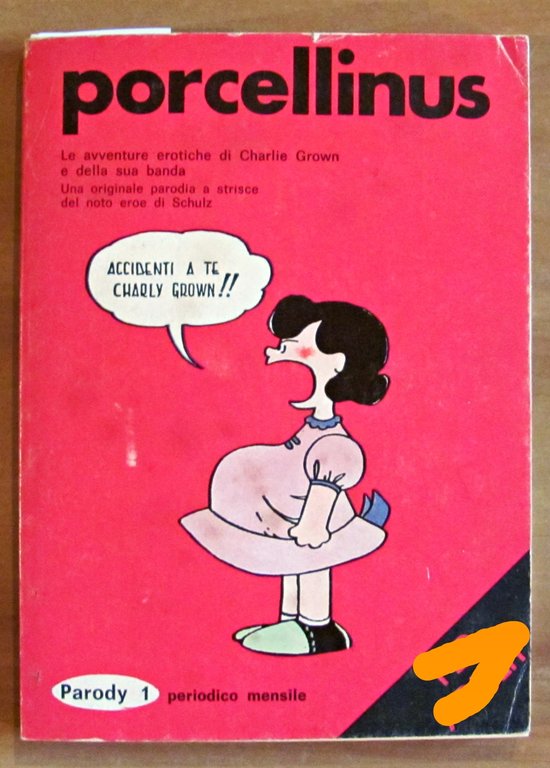 porcellinus
Le avventure erotiche di Charlie Grown
e della sua banda
Una originale parodia a strisce
del noto eroe di Schulz
ACCIDENTI A TE
CHARLY GROWN!!
Parody 1 periodico mensile